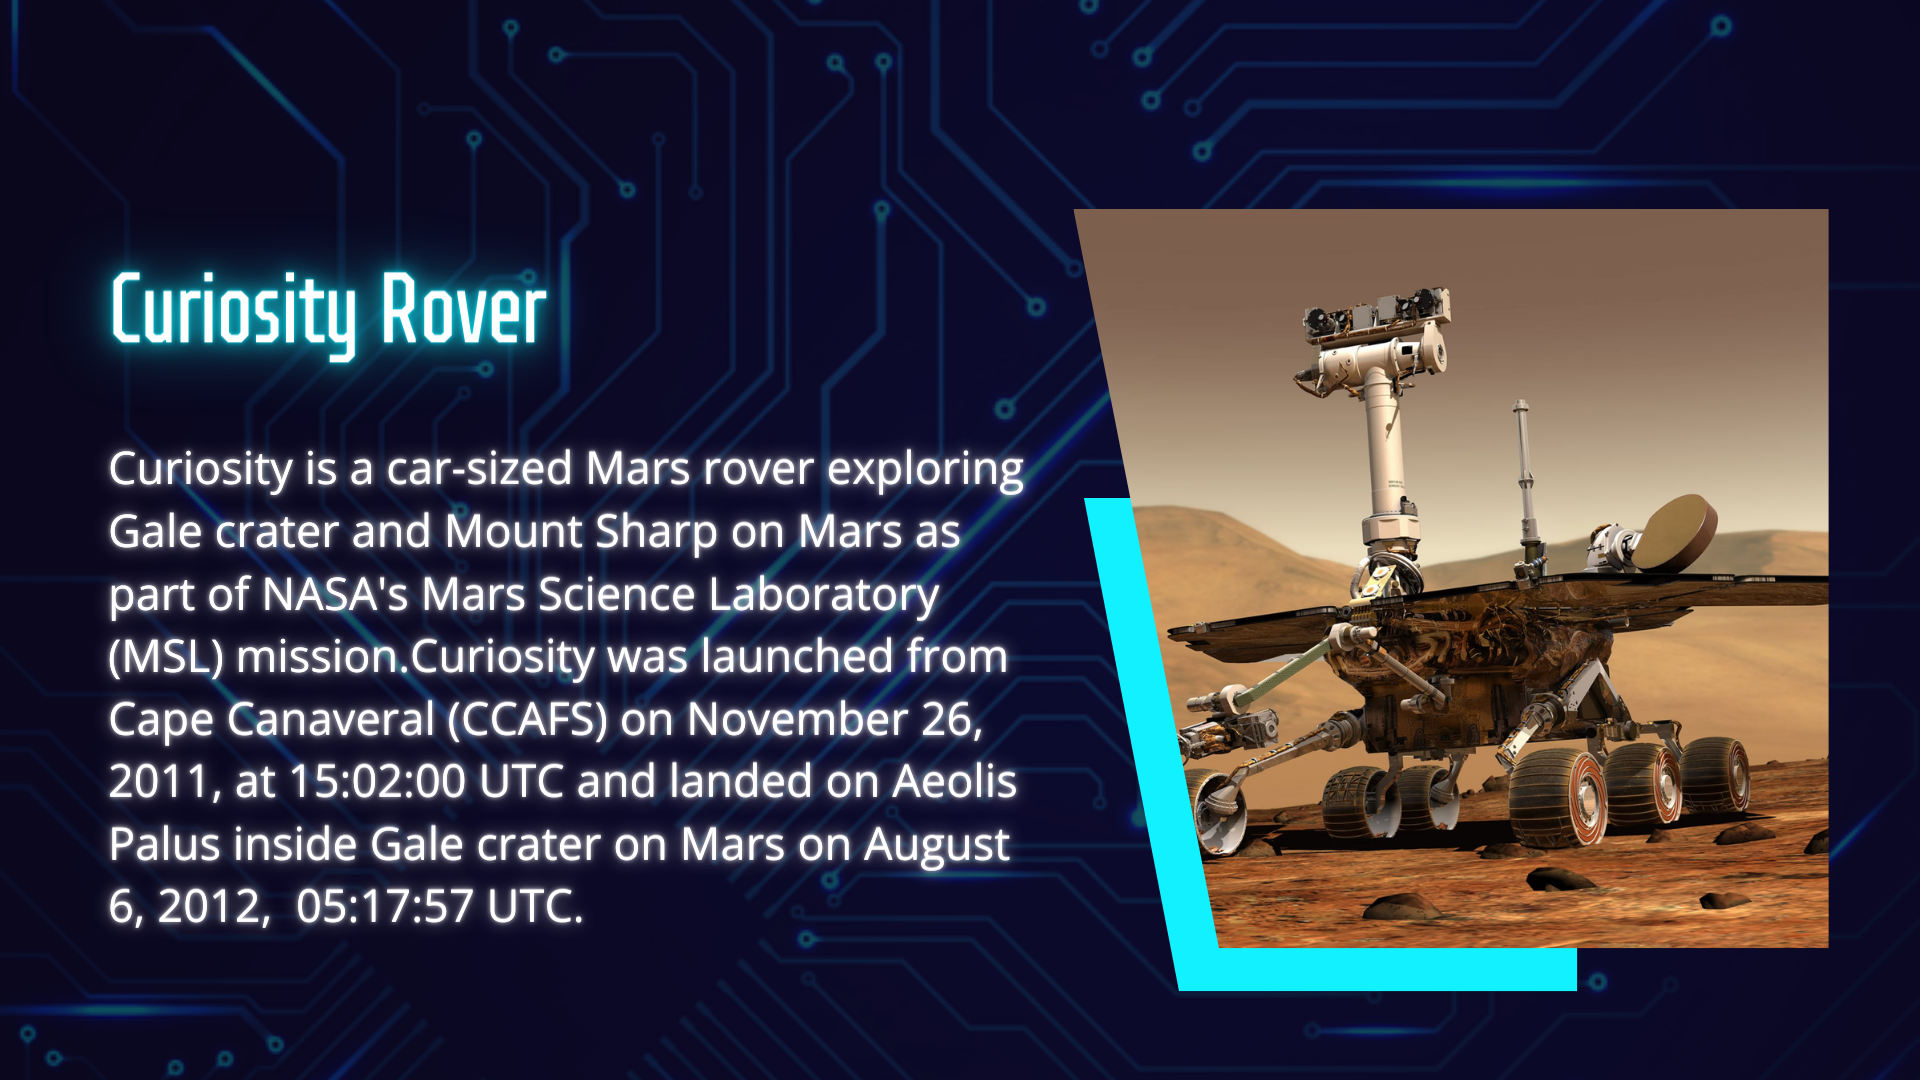 Curiosity Rover
Curiosity is a car-sized Mars rover exploring
Gale crater and Mount Sharp on Mars as
part of NASA's Mars Science Laboratory
(MSL) mission.Curiosity was launched from
Cape Canaveral (CCAFS) on November 26,
2011, at 15:02:00 UTC and landed on Aeolis
Palus inside Gale crater on Mars on August
6, 2012,  05:17:57 UTC.